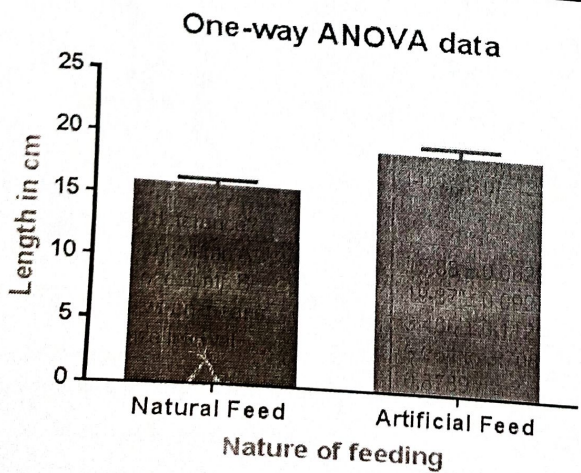 One-way ANOVA data
25
20
15
10
5
0
Length in cm
Natural Feed
Artificial Feed
Nature of feeding